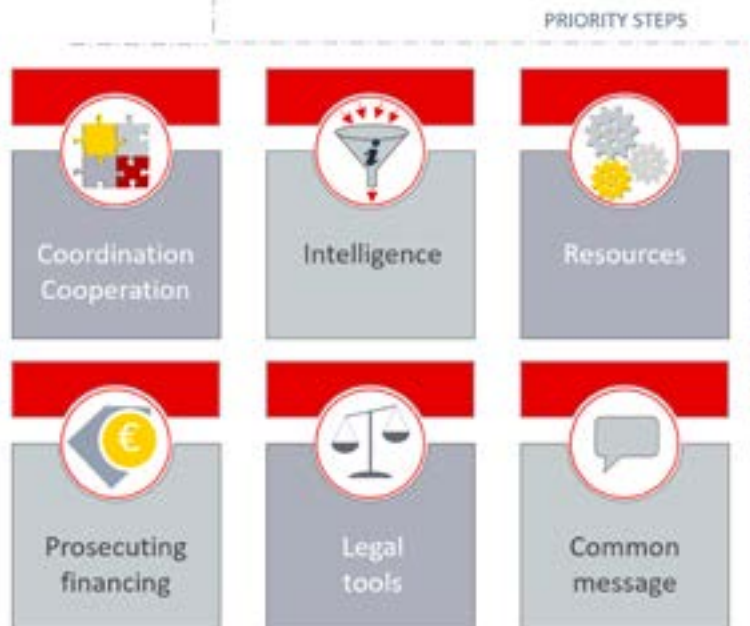 PRIORITY STEPS
Coordination
Cooperation
i
Intelligence
Resources
€
Prosecuting
financing
Legal
tools
Common
message